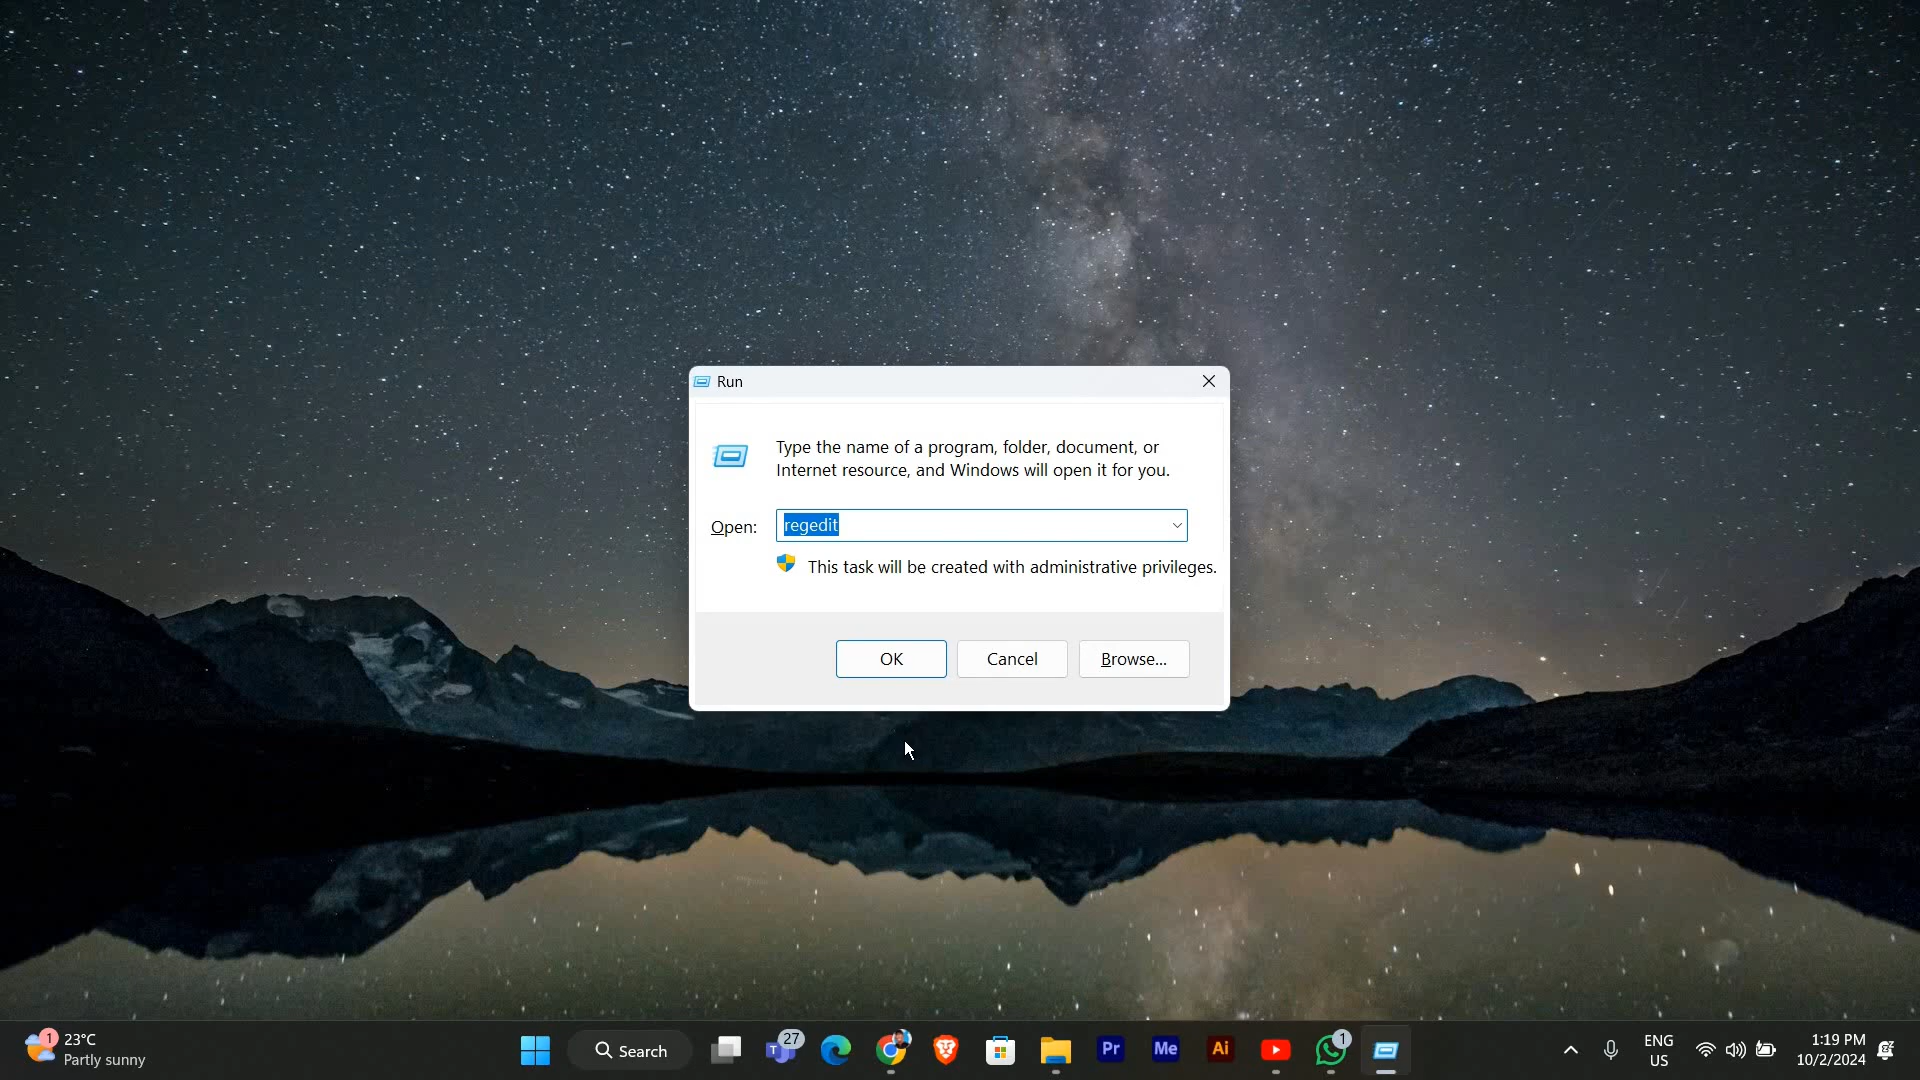 Run
Type the name of a program, folder, document, or
Internet resource, and Windows will open it for you.
Open: regedit
This task will be created with administrative privileges.
OK Cancel Browse...
1 23°C
Partly sunny
Search
27
T
Pr
Me
Ai
1
ENG
US
1:19 PM
10/2/2024